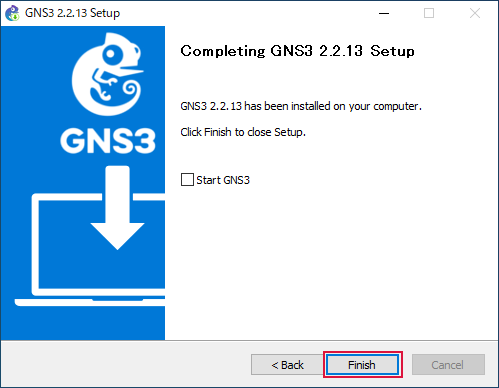 GNS3 2.2.13 Setup
Completing GNS3 2.2.13 Setup
GNS3 2.2.13 has been installed on your computer.
Click Finish to close Setup.
GNS3
Start GNS3
< Back
Finish
Cancel